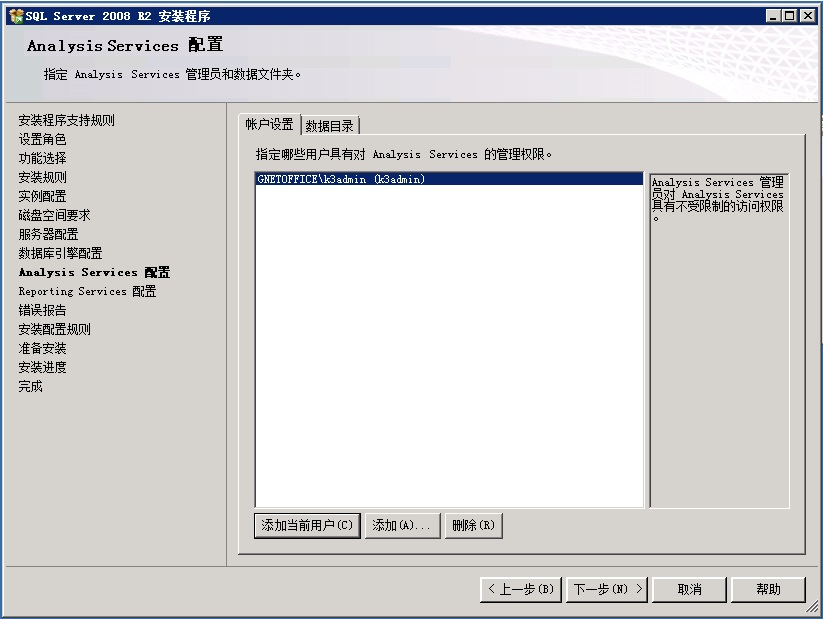 SQL Server 2008 R2 安装程序
Analysis Services 配置
指定 Analysis Services 管理员和数据文件夹。
安装程序支持规则
设置角色
功能选择
安装规则
实例配置
磁盘空间要求
服务器配置
数据库引擎配置
Analysis Services 配置
Reporting Services 配置
错误报告
安装配置规则
准备安装
安装进度
完成
帐户设置 数据目录
指定哪些用户具有对 Analysis Services 的管理权限。
GNETOFFICE\k3admin (k3admin)
Analysis Services 管理
员对 Analysis Services
具有不受限制的访问权限
。
添加当前用户(C) 添加(A)... 删除(R)
< 上一步(B) 下一步(N) > 取消 帮助